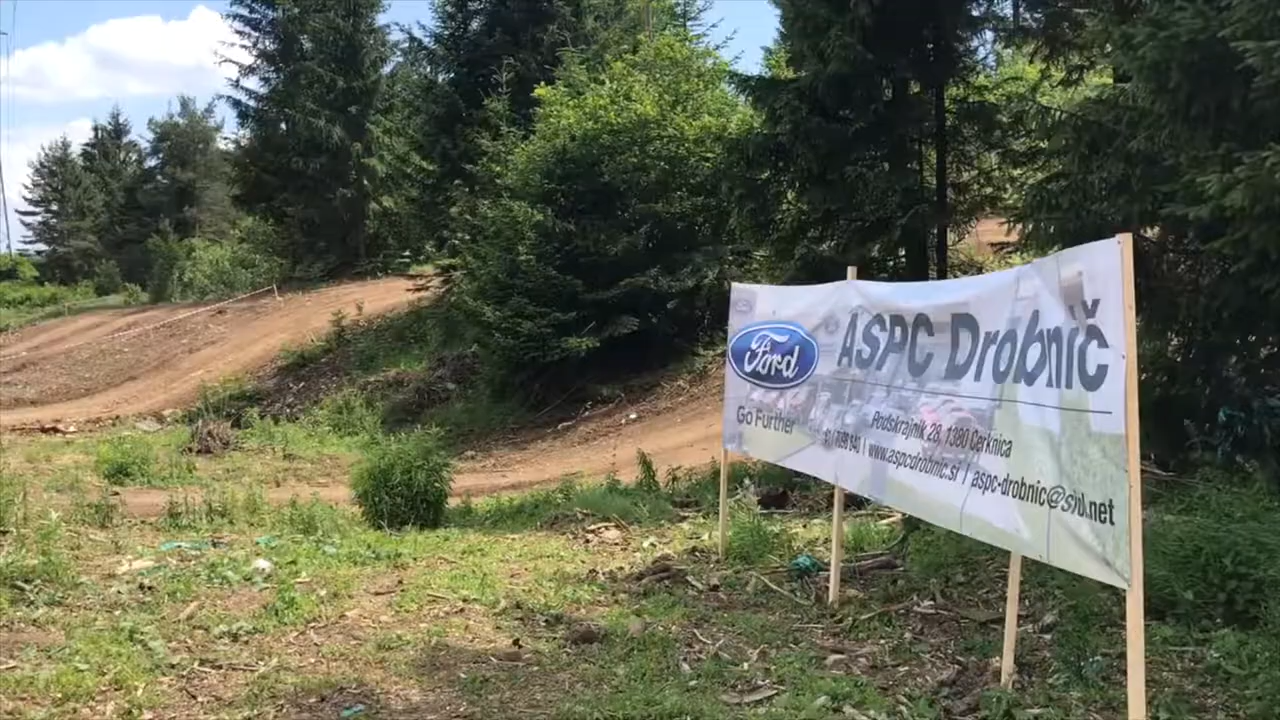 ASPC Drobnič
Ford
Go Further
Podskrajnik 28, 1380 Cerknica
www.aspcdrobnic.si | aspc-drobnic@siol.net